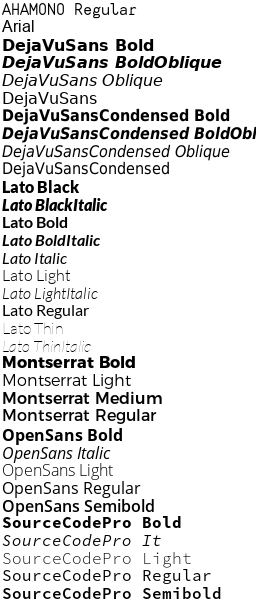 AHAMONO Regular
Arial
DejaVuSans Bold
DejaVuSans BoldOblique
DejaVuSans Oblique
DejaVuSans
DejaVuSansCondensed Bold
DejaVuSansCondensed BoldObl
DejaVuSansCondensed Oblique
DejaVuSansCondensed
Lato Black
Lato BlackItalic
Lato Bold
Lato BoldItalic
Lato Italic
Lato Light
Lato LightItalic
Lato Regular
Lato Thin
Lato ThinItalic
Montserrat Bold
Montserrat Light
Montserrat Medium
Montserrat Regular
OpenSans Bold
OpenSans Italic
OpenSans Light
OpenSans Regular
OpenSans Semibold
SourceCodePro Bold
SourceCodePro It
SourceCodePro Light
SourceCodePro Regular
SourceCodePro Semibold